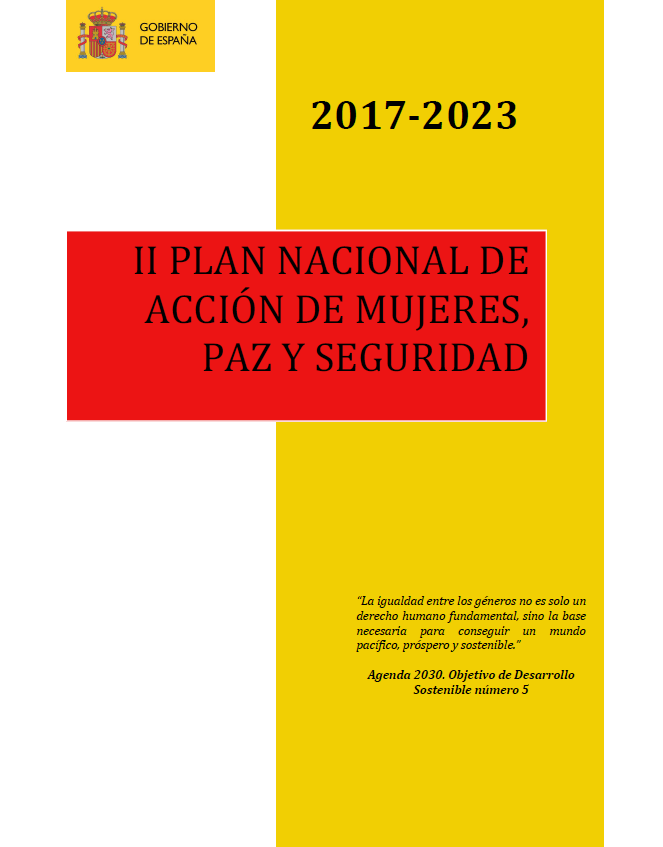 GOBIERNO
DE ESPAÑA
2017-2023
II PLAN NACIONAL DE
ACCIÓN DE MUJERES,
PAZ Y SEGURIDAD
“La igualdad entre los géneros no es solo un
derecho humano fundamental, sino la base
necesaria para conseguir un mundo
pacífico, próspero y sostenible.”
Agenda 2030. Objetivo de Desarrollo
Sostenible número 5